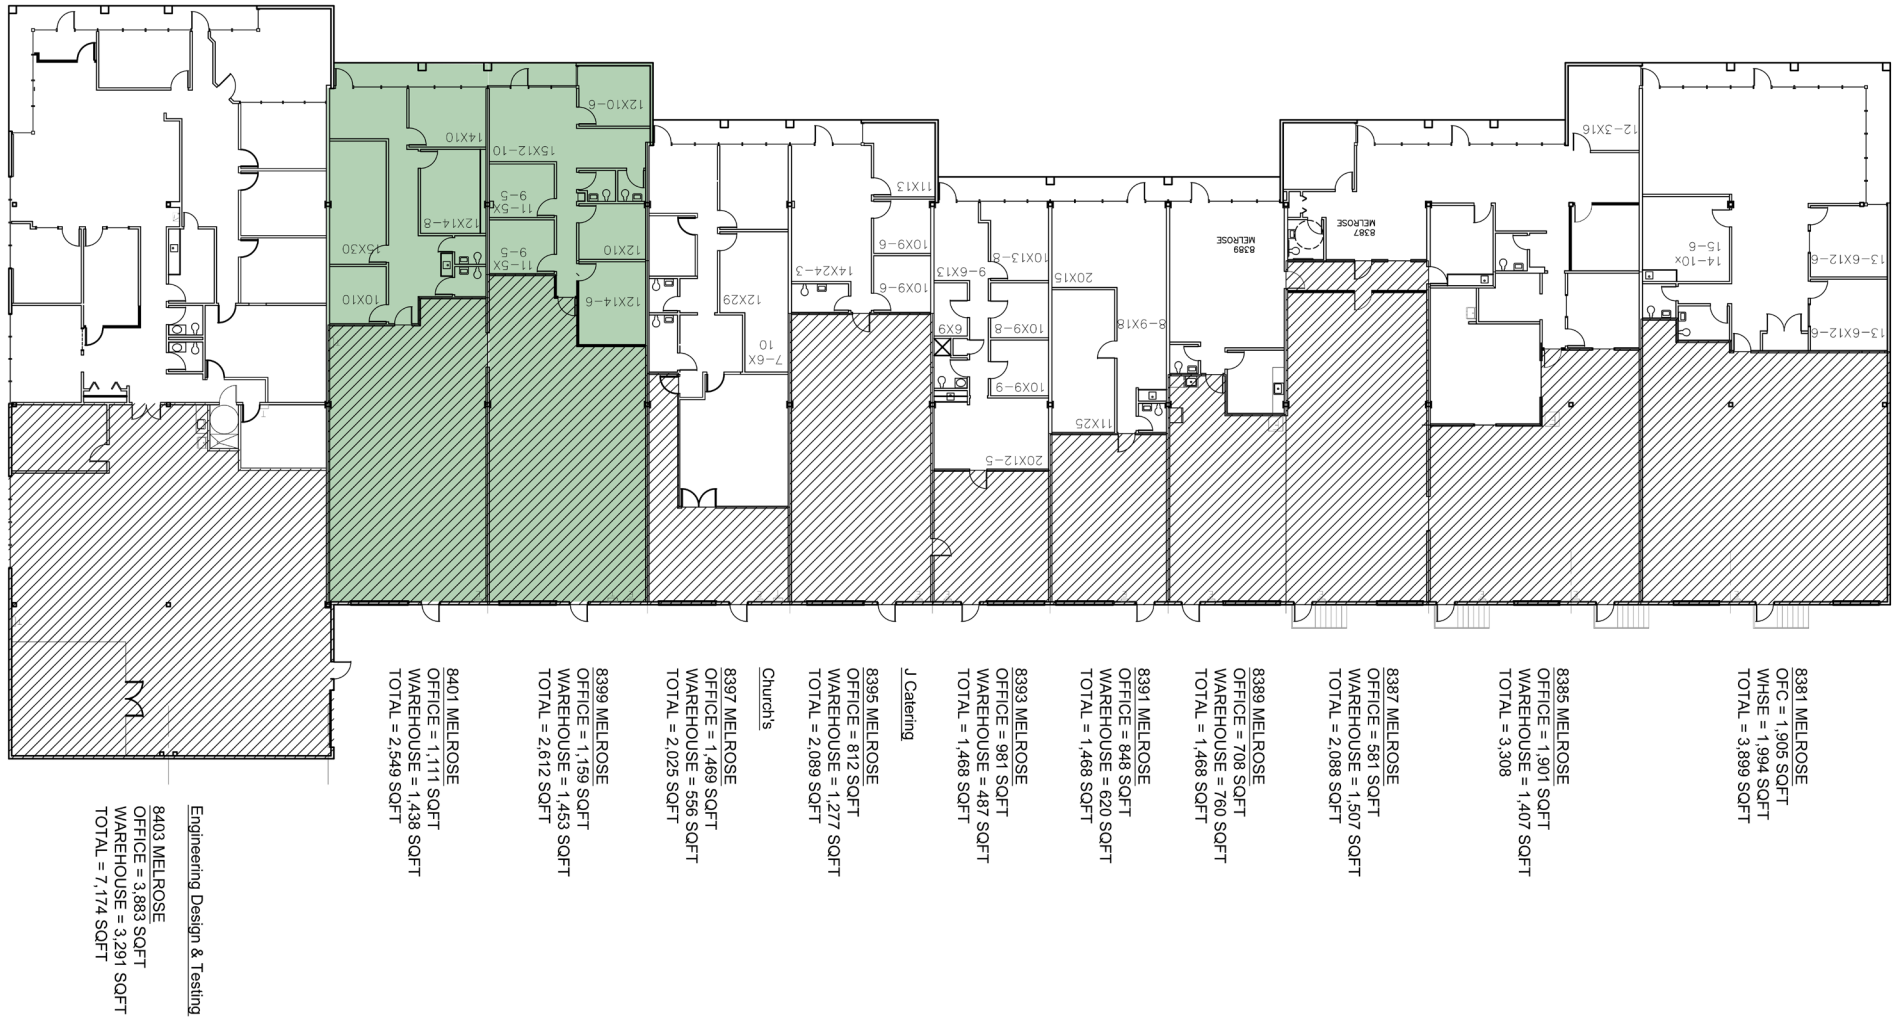 12X10-6
14X10
15X12-10
15X30
12X14-8
11-5X
9-5
11-5X
9-5
12X10
12X14-6
10X10
12X29
7-6X
10
14X24-3
11X13
10X9-6
10X9-6
9-6X13
10X13-8
6X9
10X9-8
10X9-9
20X12-5
20X15
8-9X18
11X25
8389
MELROSE
8387
MELROSE
12-3X16
14-10x
15-6
13-6X12-6
13-6X12-6
Engineering Design & Testing
8403 MELROSE
OFFICE = 3,883 SQFT
WAREHOUSE = 3,291 SQFT
TOTAL = 7,174 SQFT
8401 MELROSE
OFFICE = 1,111 SQFT
WAREHOUSE = 1,438 SQFT
TOTAL = 2,549 SQFT
8399 MELROSE
OFFICE = 1,159 SQFT
WAREHOUSE = 1,453 SQFT
TOTAL = 2,612 SQFT
Church's
8397 MELROSE
OFFICE = 1,469 SQFT
WAREHOUSE = 556 SQFT
TOTAL = 2,025 SQFT
J Catering
8395 MELROSE
OFFICE = 812 SQFT
WAREHOUSE = 1,277 SQFT
TOTAL = 2,089 SQFT
8393 MELROSE
OFFICE = 981 SQFT
WAREHOUSE = 487 SQFT
TOTAL = 1,468 SQFT
8391 MELROSE
OFFICE = 848 SQFT
WAREHOUSE = 620 SQFT
TOTAL = 1,468 SQFT
8389 MELROSE
OFFICE = 708 SQFT
WAREHOUSE = 760 SQFT
TOTAL = 1,468 SQFT
8387 MELROSE
OFFICE = 581 SQFT
WAREHOUSE = 1,507 SQFT
TOTAL = 2,088 SQFT
8385 MELROSE
OFFICE = 1,901 SQFT
WAREHOUSE = 1,407 SQFT
TOTAL = 3,308
8381 MELROSE
OFC = 1,905 SQFT
WHSE = 1,994 SQFT
TOTAL = 3,899 SQFT